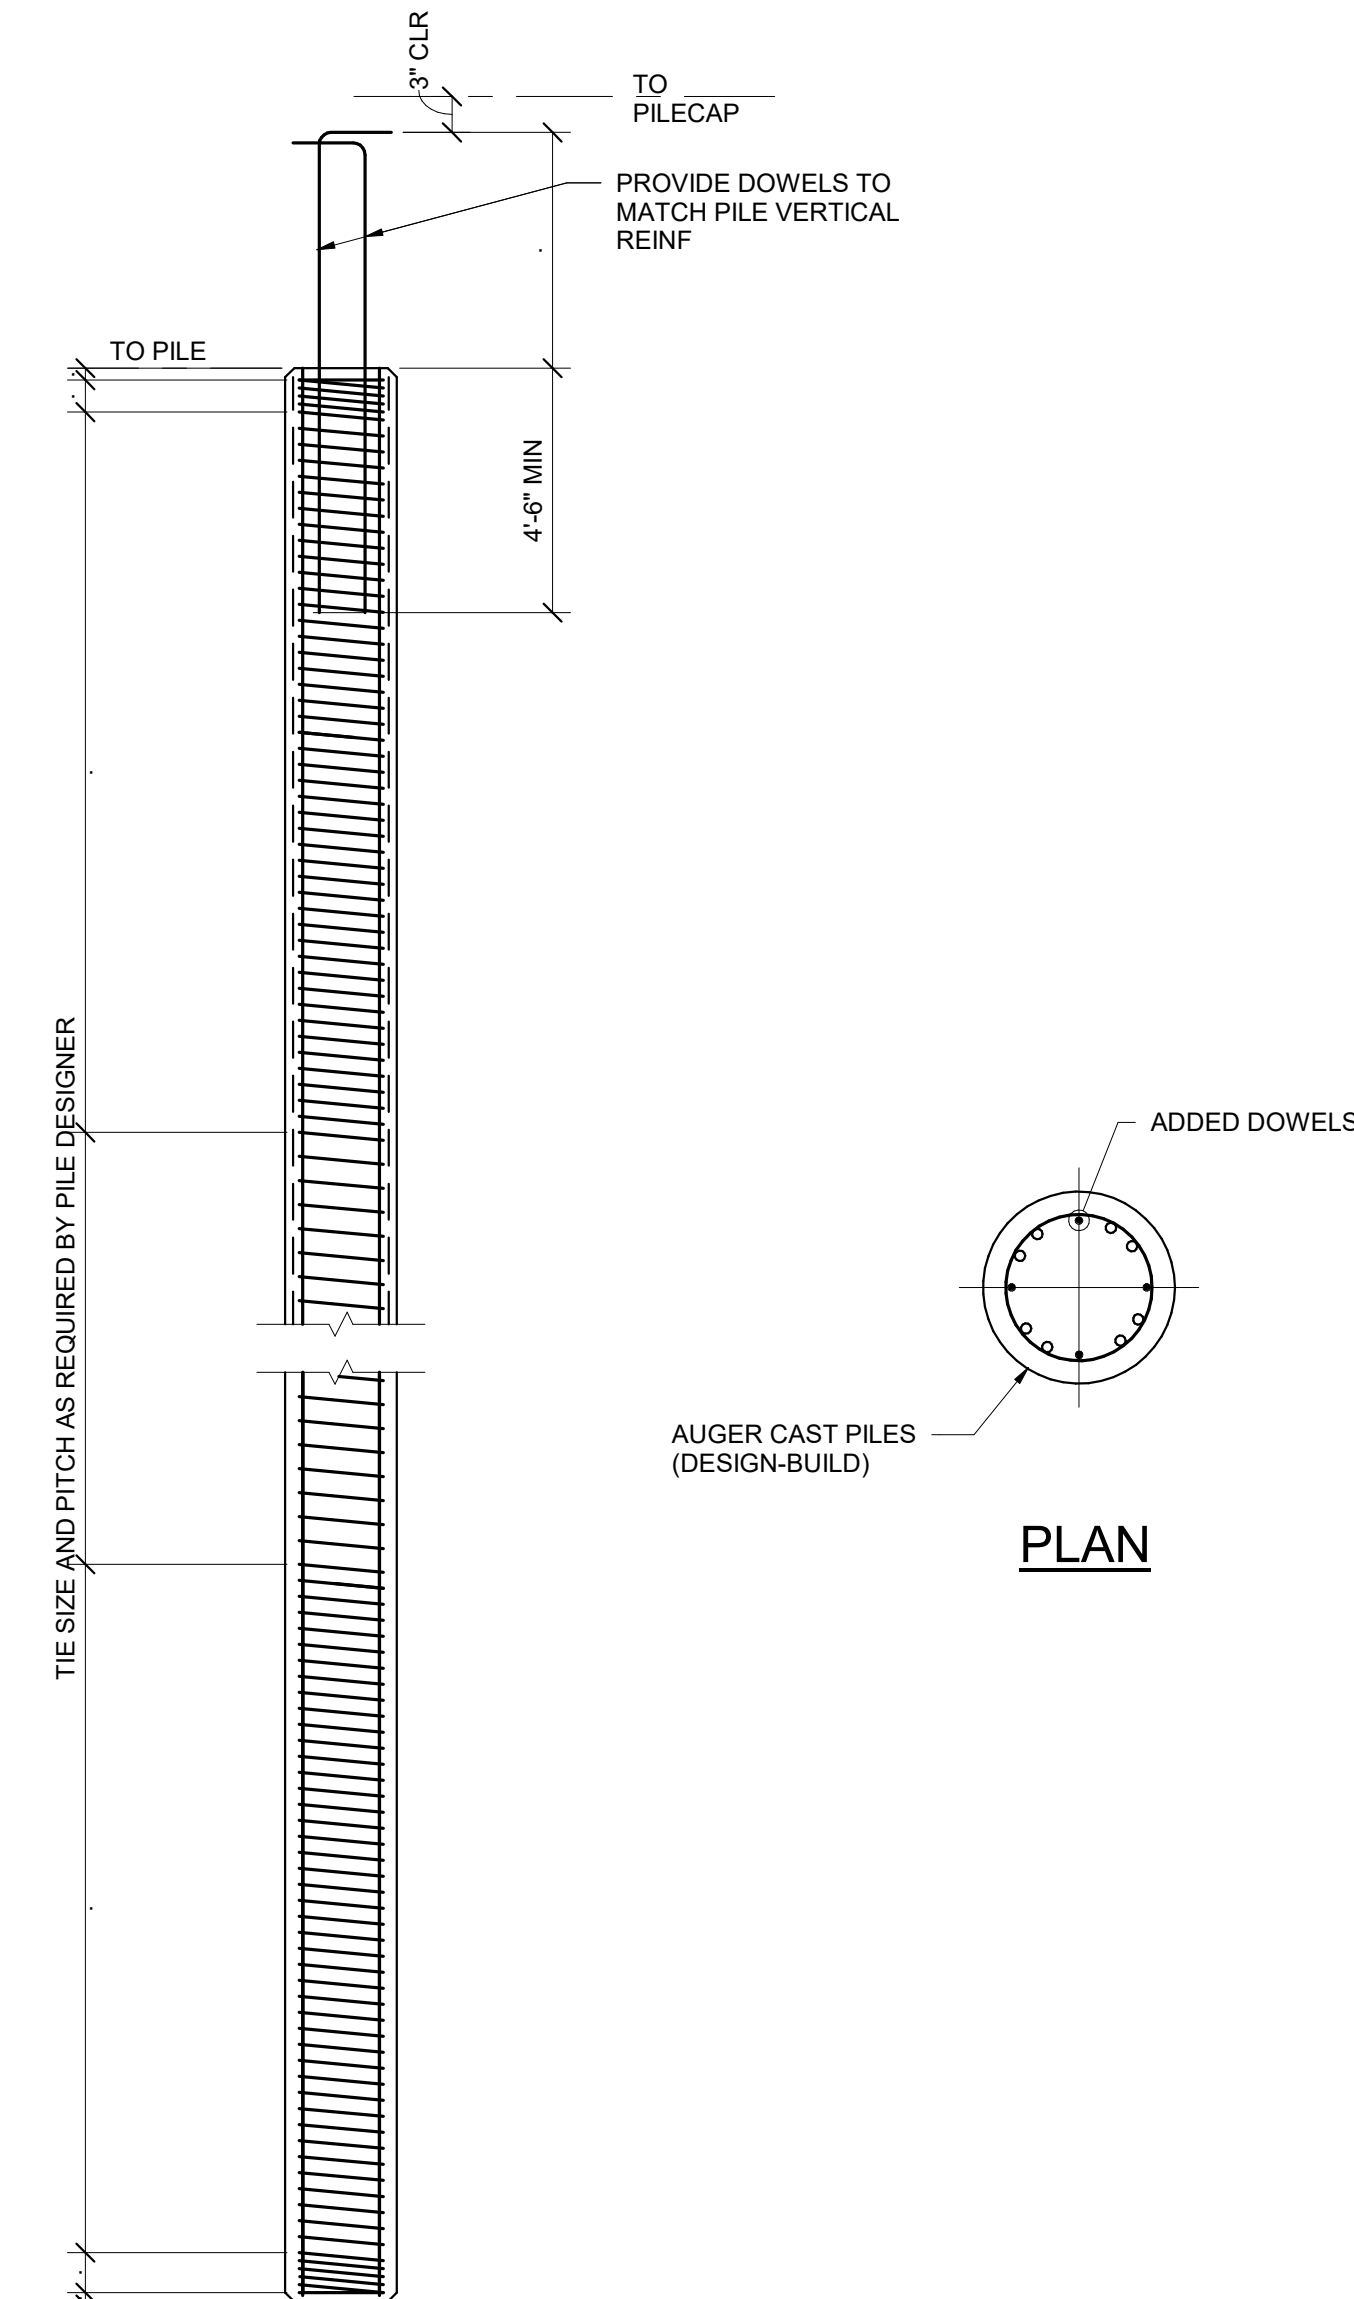 3" CLR
TO
PILECAP
PROVIDE DOWELS TO
MATCH PILE VERTICAL
REINF
TO PILE
4'-6" MIN
TIE SIZE AND PITCH AS REQUIRED BY PILE DESIGNER
ADDED DOWELS
AUGER CAST PILES
(DESIGN-BUILD)
PLAN